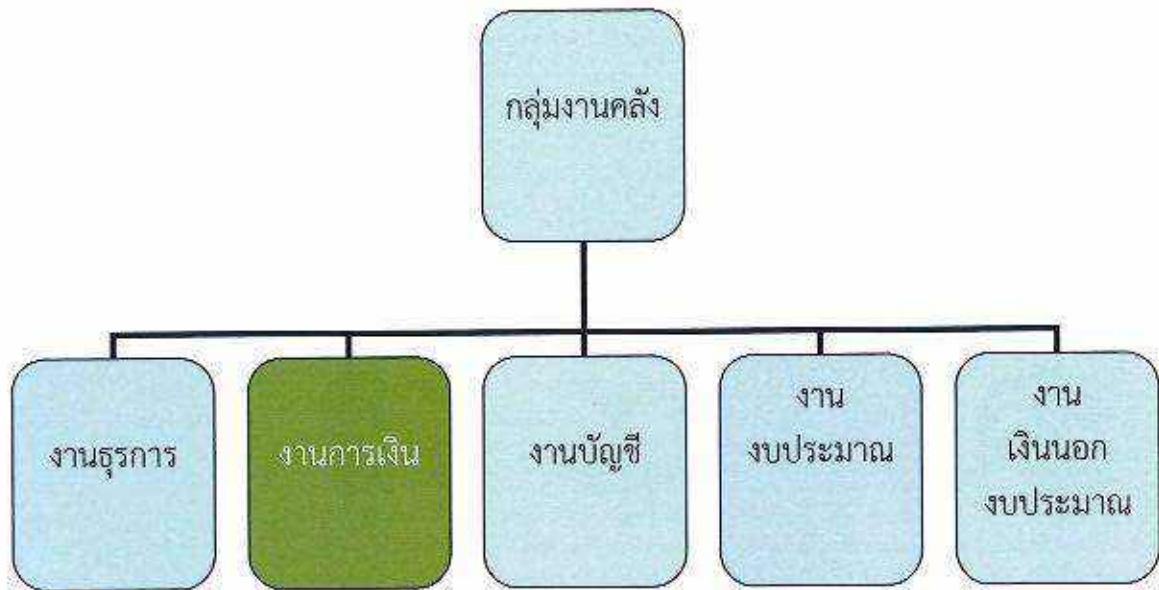 กลุ่มงานคลัง
งานธุรการ
งานการเงิน
งานบัญชี
งาน
งบประมาณ
งาน
เงินนอก
งบประมาณ